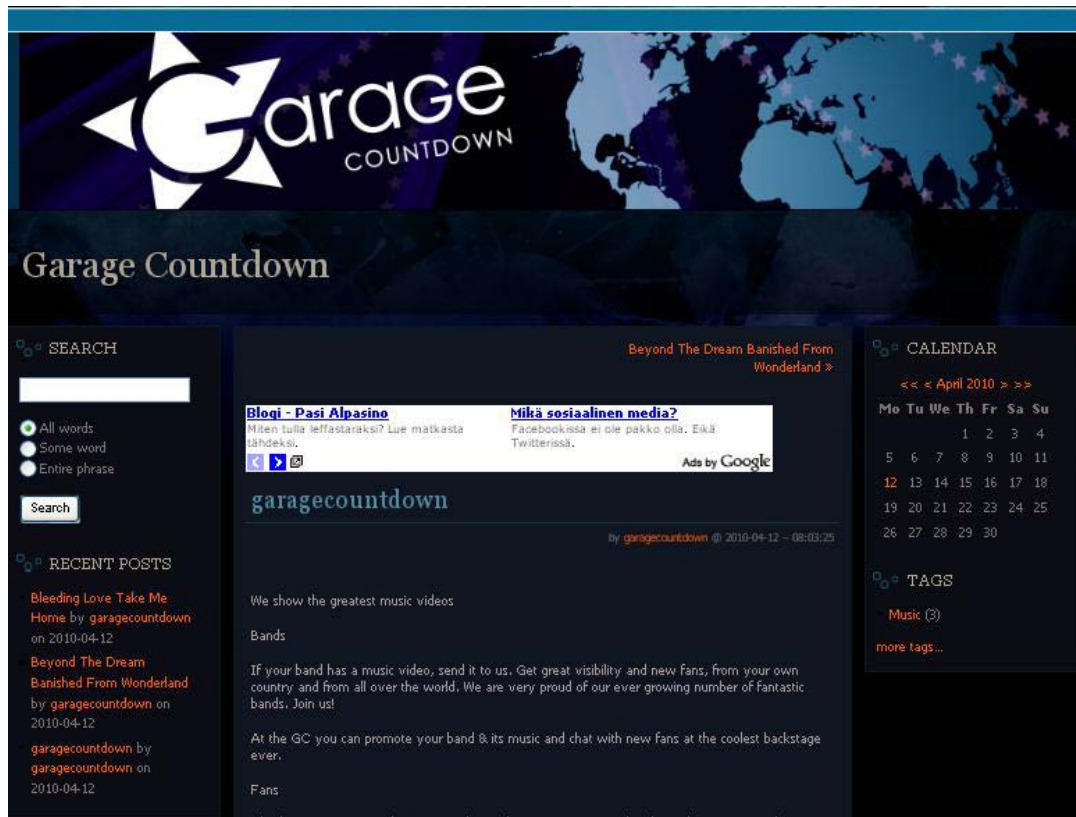 Garage
COUNTDOWN
Garage Countdown
SEARCH
All words
Some word
Entire phrase
Search
RECENT POSTS
Bleeding Love Take Me
Home by garagecountdown
on 2010-04-12
Beyond The Dream
Banished From Wonderland
by garagecountdown on
2010-04-12
garagecountdown by
garagecountdown on
2010-04-12
Beyond The Dream Banished From
Wonderland »
Blogi - Pasi Alpasino
Miten tulla leffastaraksi? Lue matkasta
tähdeksi.
Mikä sosiaalinen media?
Facebookissa ei ole pakko olla. Eikä
Twitterissä.
Ads by Google
garagecountdown
by garagecountdown @ 2010-04-12 – 08:03:25
We show the greatest music videos
Bands
If your band has a music video, send it to us. Get great visibility and new fans, from your own
country and from all over the world. We are very proud of our ever growing number of fantastic
bands. Join us!
At the GC you can promote your band & its music and chat with new fans at the coolest backstage
ever.
Fans
CALENDAR
<< < April 2010 > >>
Mo Tu We Th Fr Sa Su
1 2 3 4
5 6 7 8 9 10 11
12 13 14 15 16 17 18
19 20 21 22 23 24 25
26 27 28 29 30
TAGS
Music (3)
more tags...